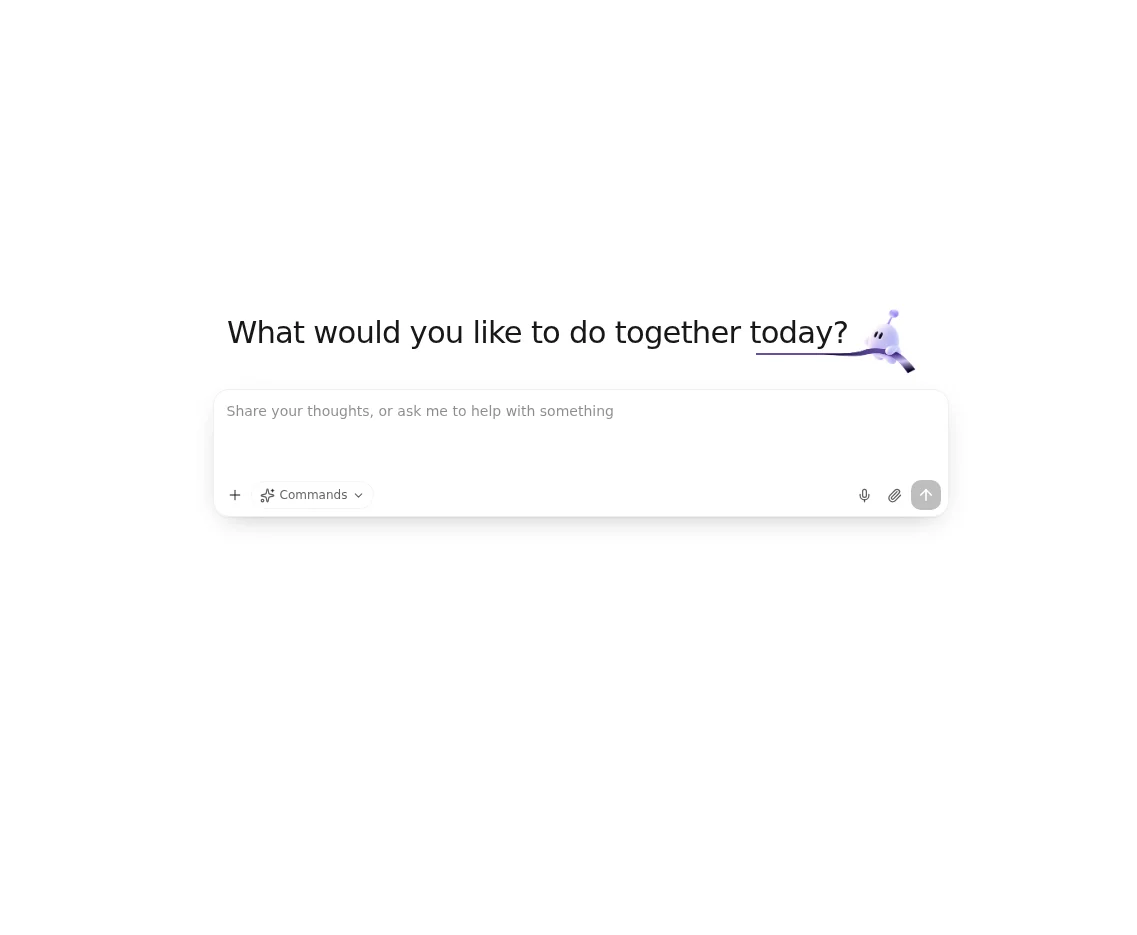 What would you like to do together today?
Share your thoughts, or ask me to help with something
Commands